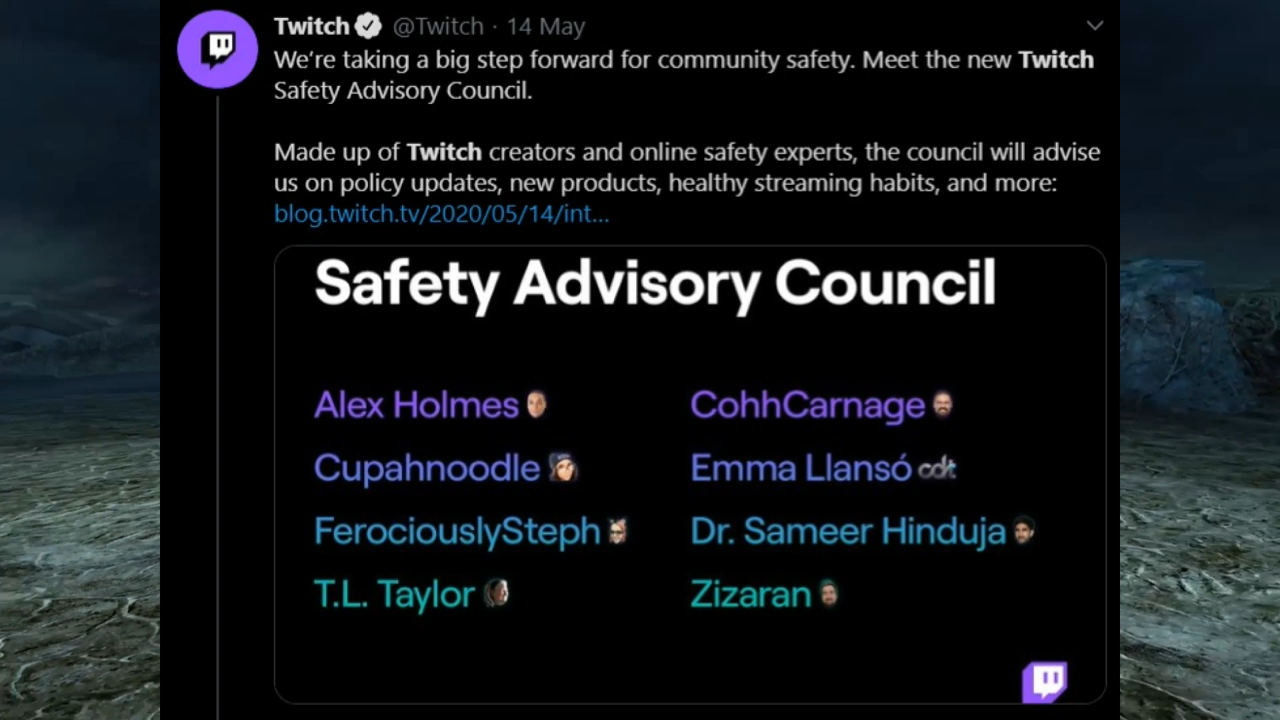 Twitch @Twitch · 14 May
We're taking a big step forward for community safety. Meet the new Twitch
Safety Advisory Council.
Made up of Twitch creators and online safety experts, the council will advise
us on policy updates, new products, healthy streaming habits, and more:
blog.twitch.tv/2020/05/14/int...
Safety Advisory Council
Alex Holmes
CohhCarnage
Cupahnoodle
Emma Llansó cdt
FerociouslySteph
Dr. Sameer Hinduja
T.L. Taylor
Zizaran